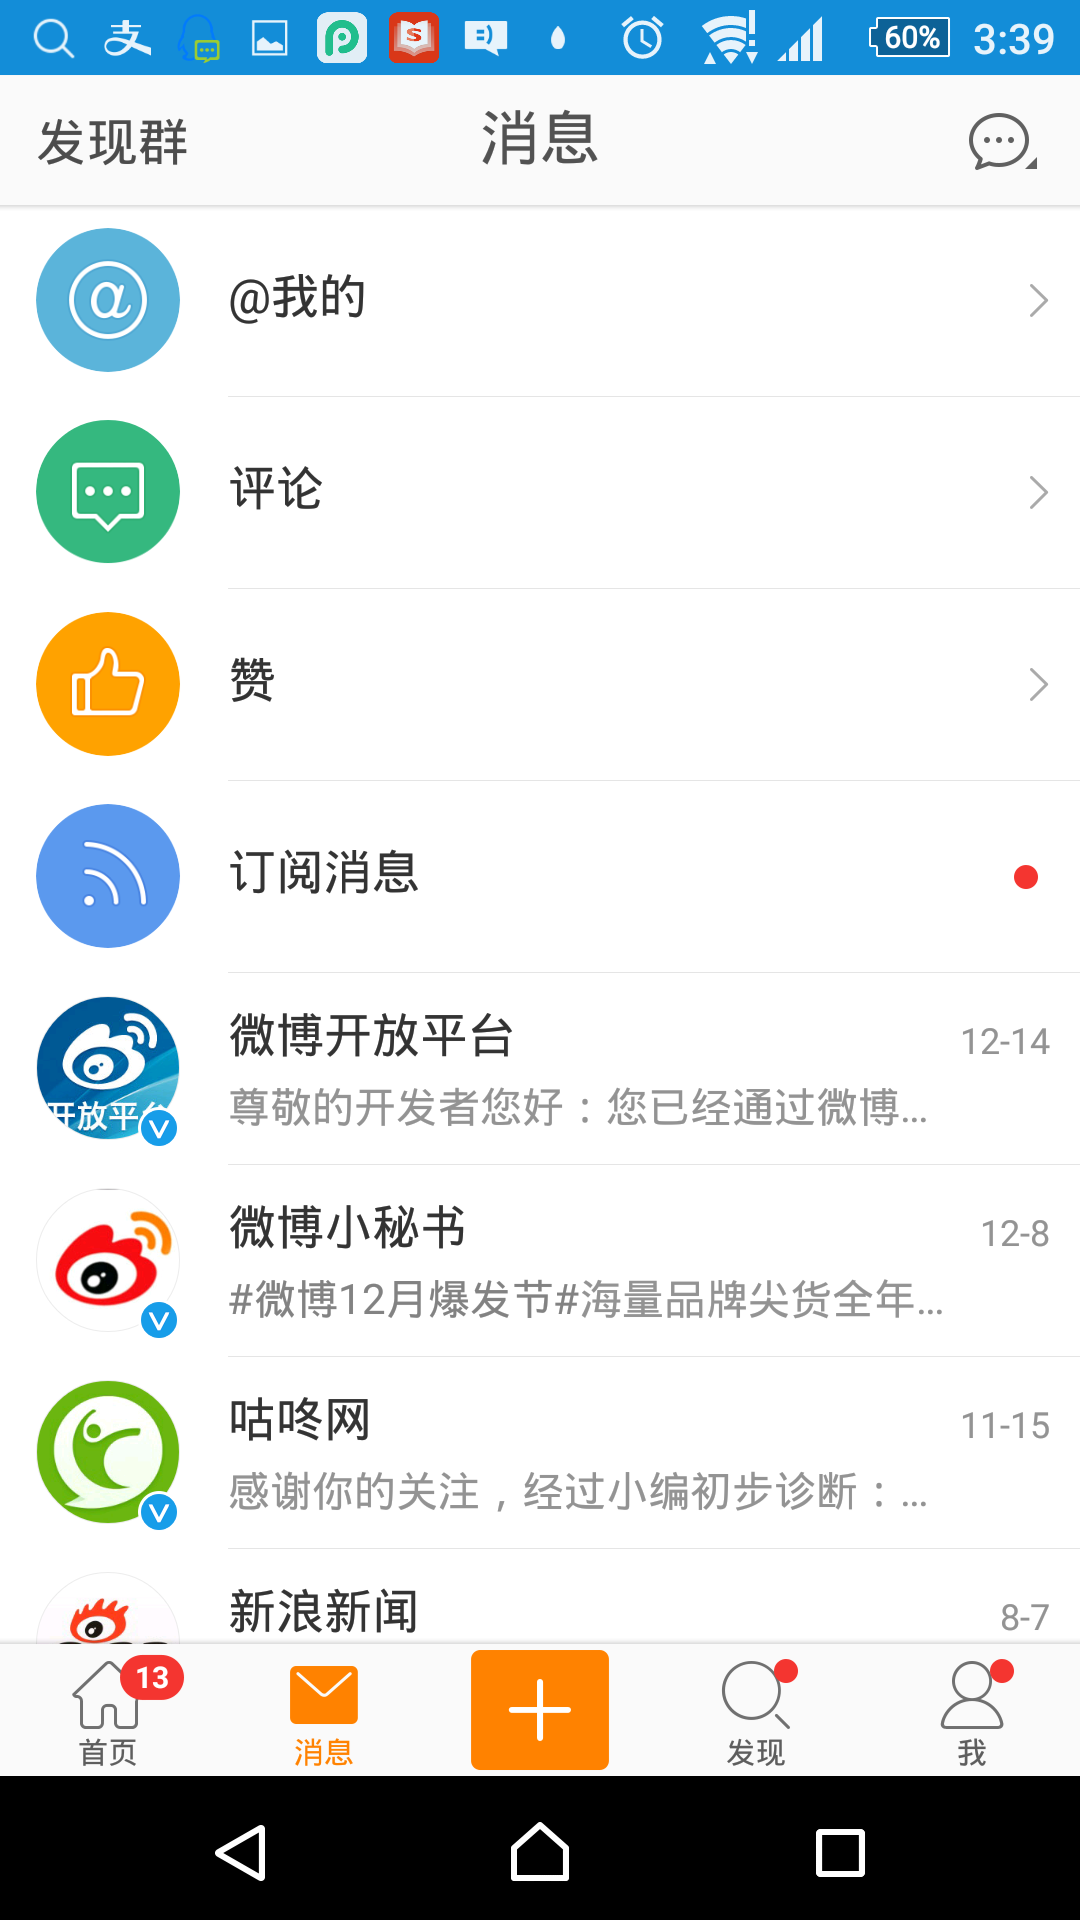 60% 3:39
发现群 消息
@我的
评论
赞
订阅消息
微博开放平台 12-14
尊敬的开发者您好：您已经通过微博...
开放平台
微博小秘书 12-8
#微博12月爆发节#海量品牌尖货全年...
咕咚网 11-15
感谢你的关注，经过小编初步诊断：...
新浪新闻 8-7
13
首页 消息 发现 我